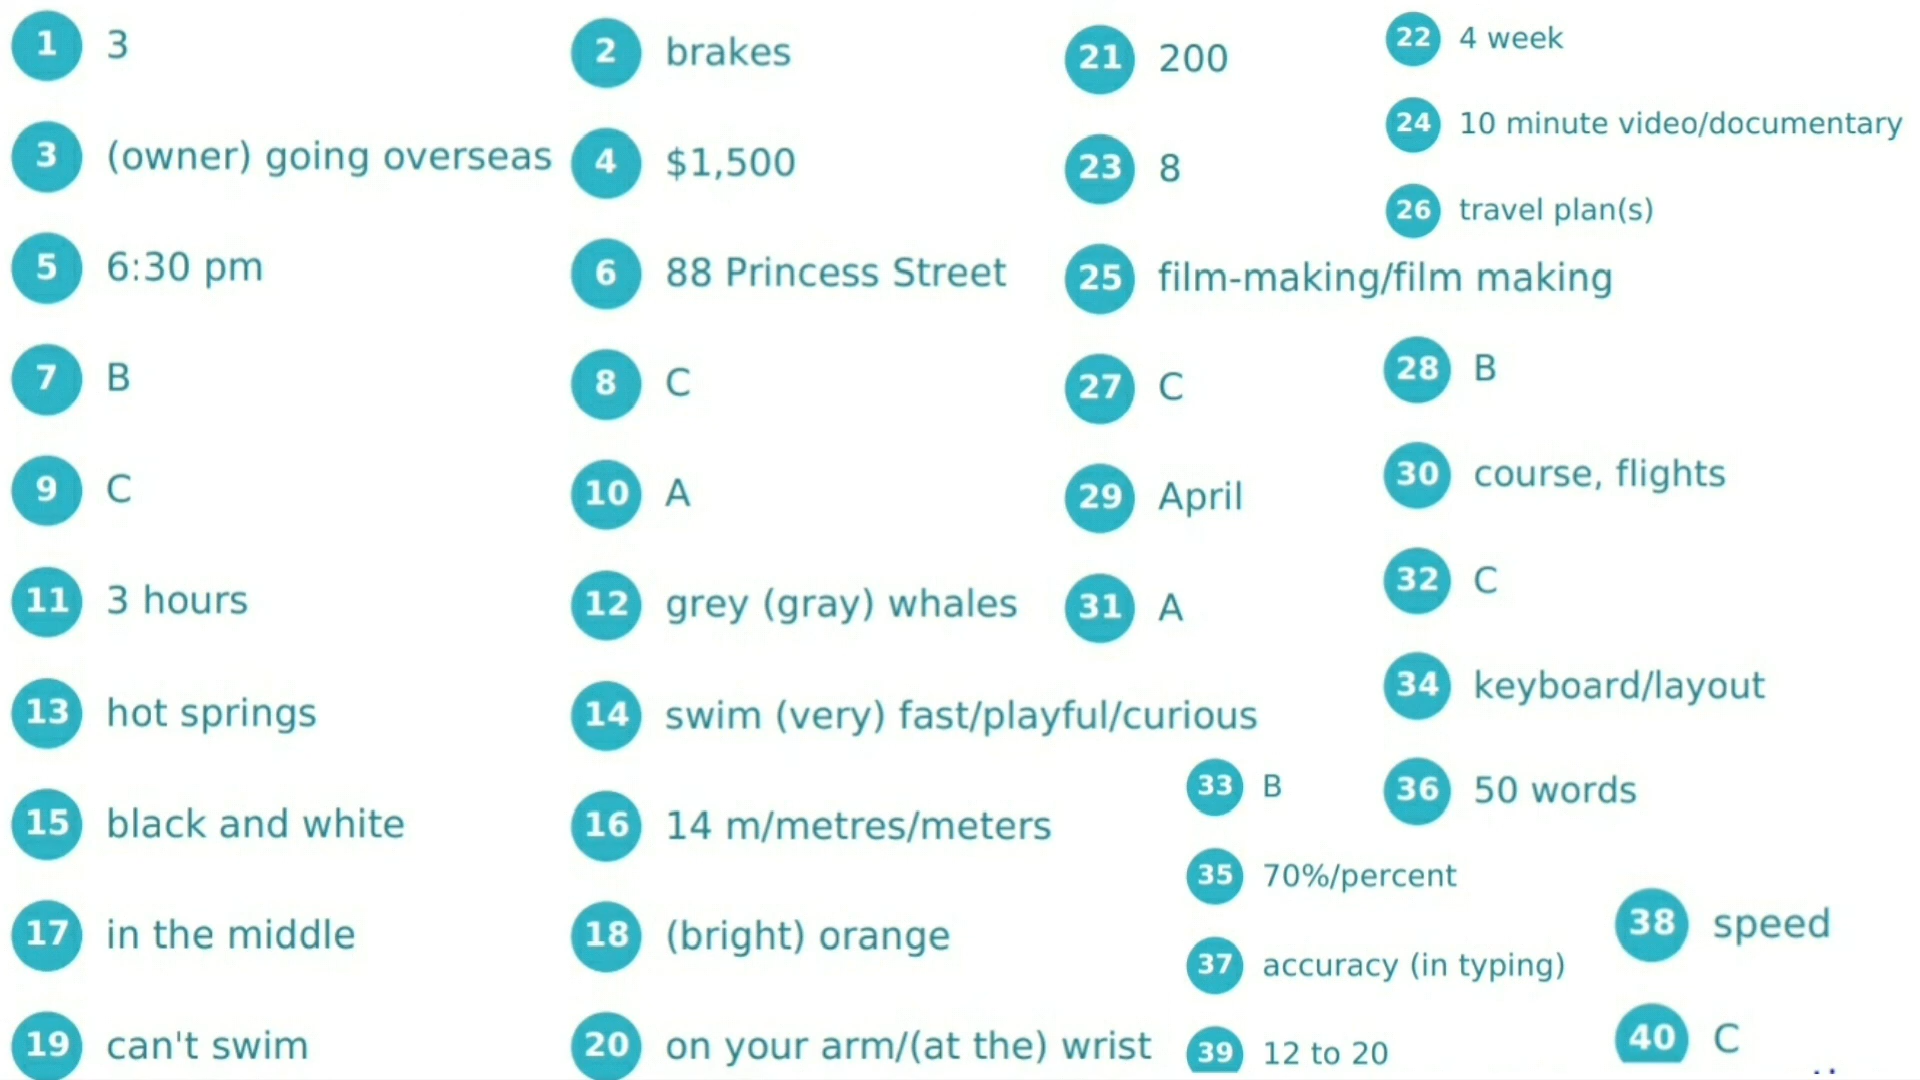 1 3
2 brakes
3 (owner) going overseas
4 $1,500
5 6:30 pm
6 88 Princess Street
7 B
8 C
9 C
10 A
11 3 hours
12 grey (gray) whales
13 hot springs
14 swim (very) fast/playful/curious
15 black and white
16 14 m/metres/meters
17 in the middle
18 (bright) orange
19 can't swim
20 on your arm/(at the) wrist
21 200
22 4 week
23 8
24 10 minute video/documentary
25 film-making/film making
26 travel plan(s)
27 C
28 B
29 April
30 course, flights
31 A
32 C
33 B
34 keyboard/layout
35 70%/percent
36 50 words
37 accuracy (in typing)
38 speed
39 12 to 20
40 C